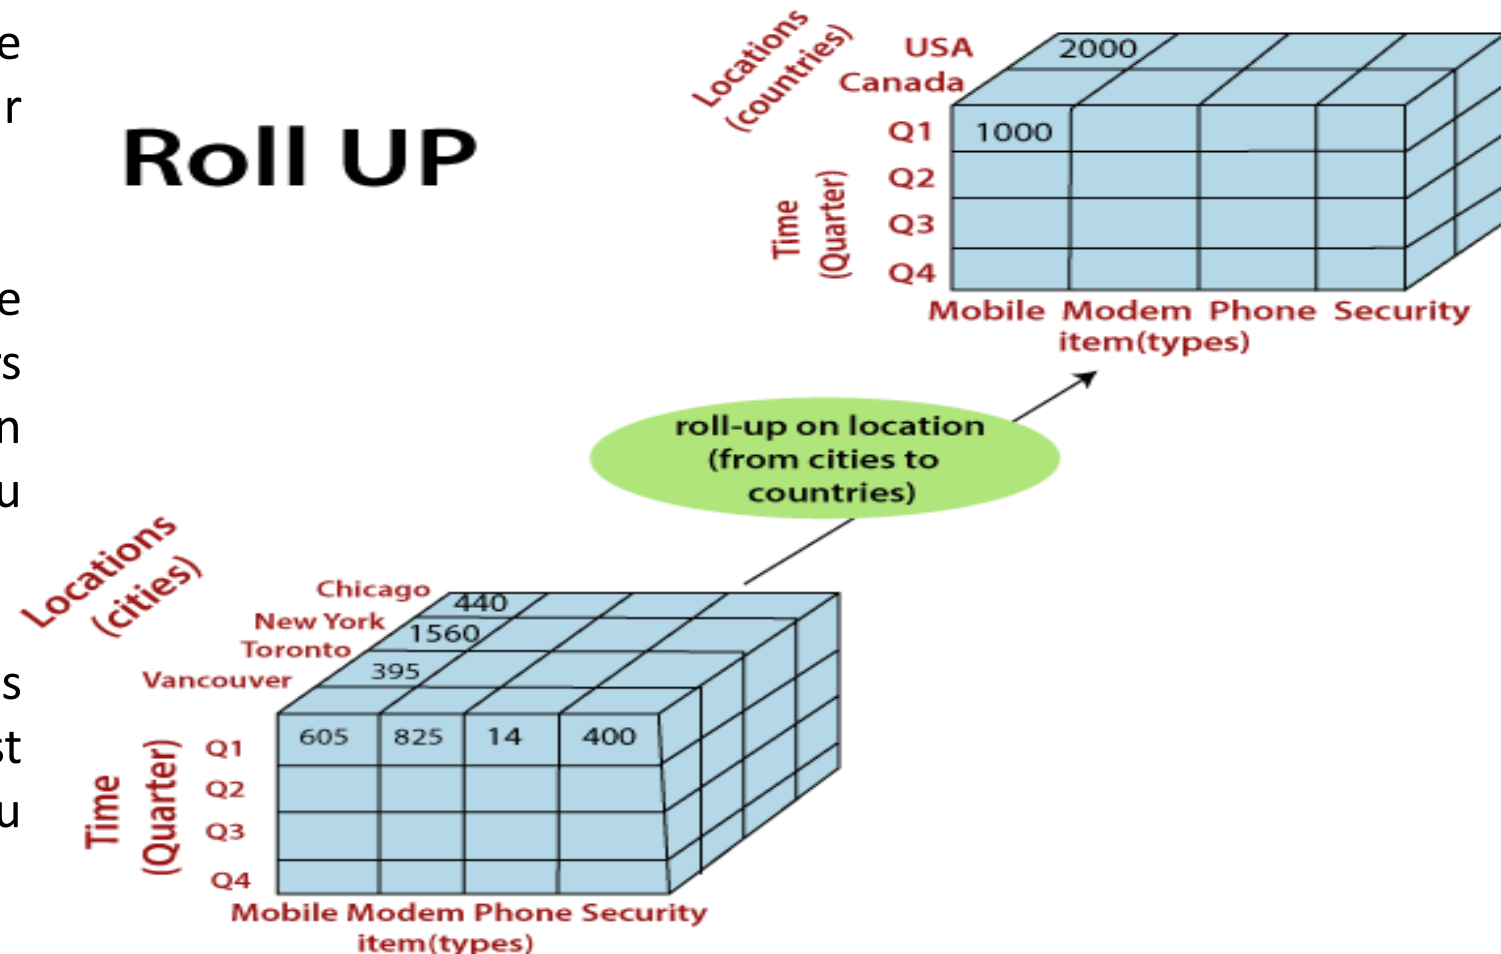 e
r
Roll UP
e
rs
n
u
s
st
u
Locations
(countries)
USA
Canada
2000
Q1
1000
Q2
Q3
Q4
Time
(Quarter)
Mobile Modem Phone Security
item(types)
roll-up on location
(from cities to
countries)
Locations
(cities)
Chicago
New York
Toronto
Vancouver
440
1560
395
605 825 14 400
Q1
Q2
Q3
Q4
Time
(Quarter)
Mobile Modem Phone Security
item(types)